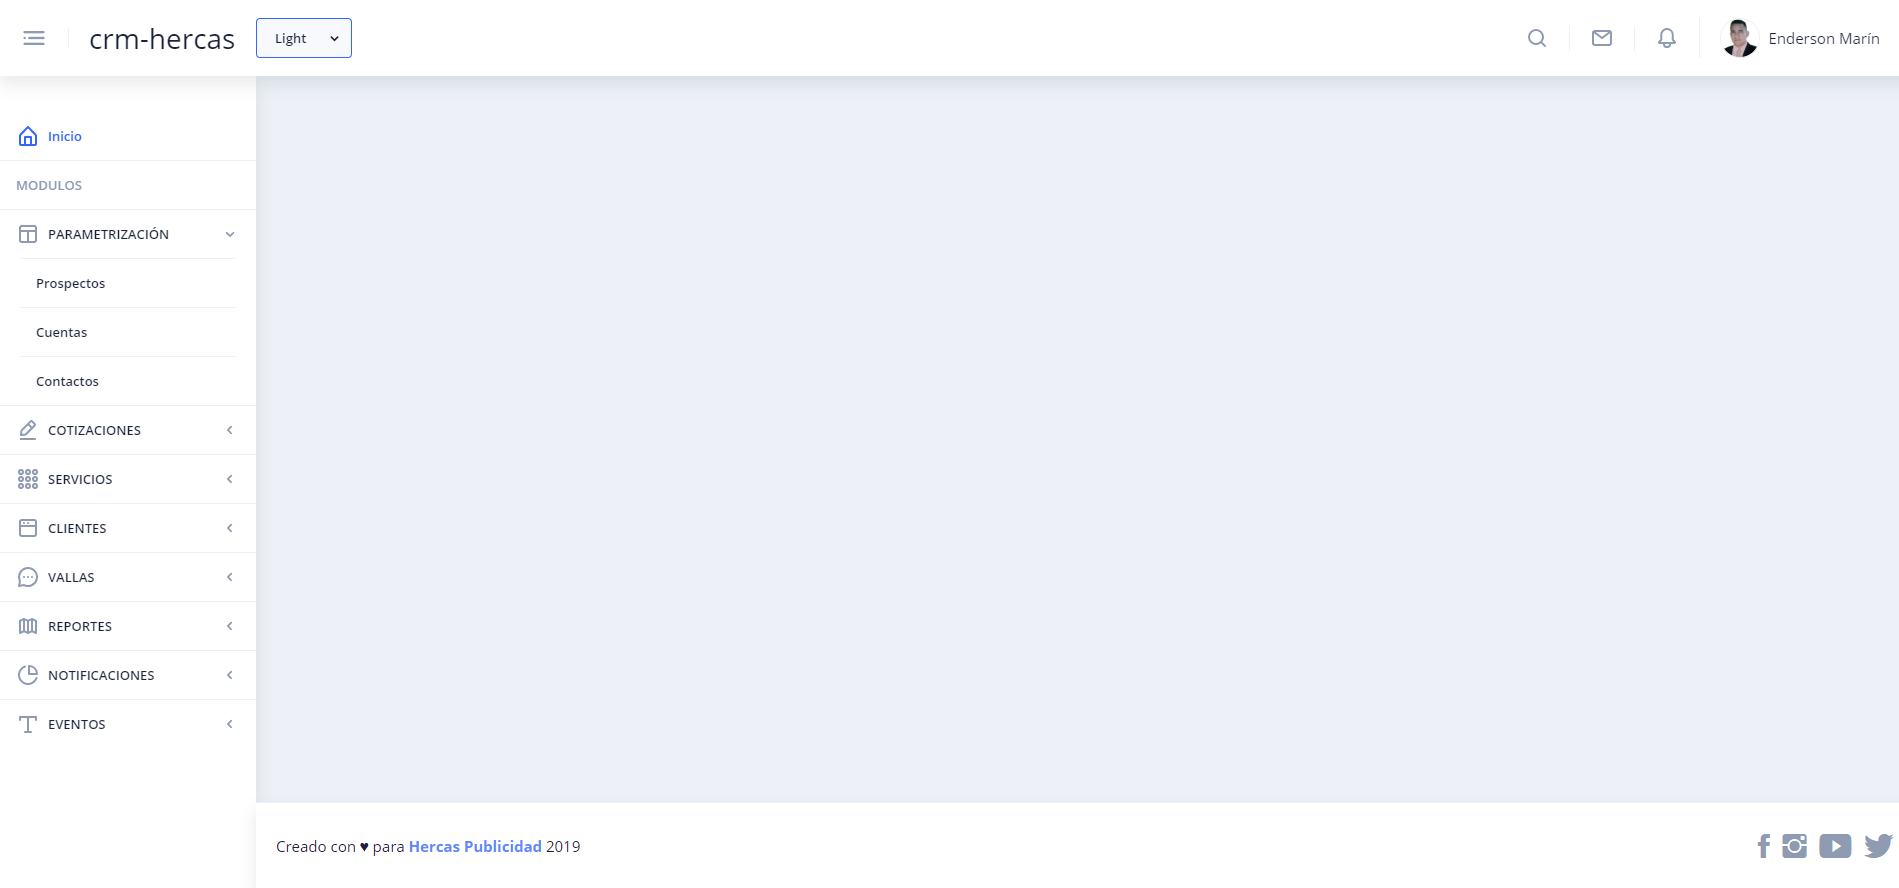 crm-hercas
Light
Enderson Marín
Inicio
MODULOS
PARAMETRIZACIÓN
Prospectos
Cuentas
Contactos
COTIZACIONES
SERVICIOS
CLIENTES
VALLAS
REPORTES
NOTIFICACIONES
EVENTOS
Creado con ♥ para Hercas Publicidad 2019